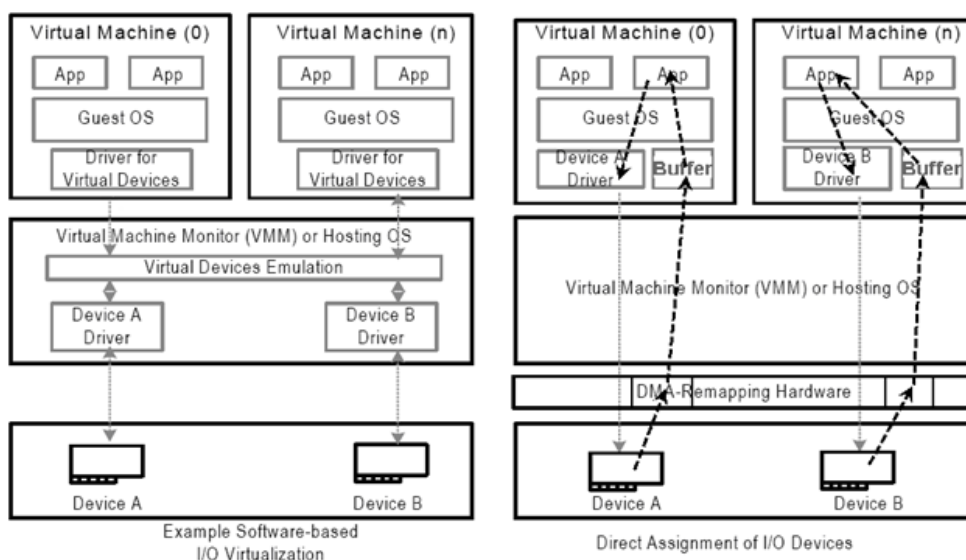 Virtual Machine (0)
App
App
Guest OS
Driver for
Virtual Devices
Virtual Machine (n)
App
App
Guest OS
Driver for
Virtual Devices
Virtual Machine Monitor (VMM) or Hosting OS
Virtual Devices Emulation
Device A
Driver
Device B
Driver
Device A
Device B
Example Software-based
I/O Virtualization
Virtual Machine (0)
App
App
Guest OS
Device A
Driver
Buffer
Virtual Machine (n)
App
App
Guest OS
Device B
Driver
Buffer
Virtual Machine Monitor (VMM) or Hosting OS
DMA-Remapping Hardware
Device A
Device B
Direct Assignment of I/O Devices